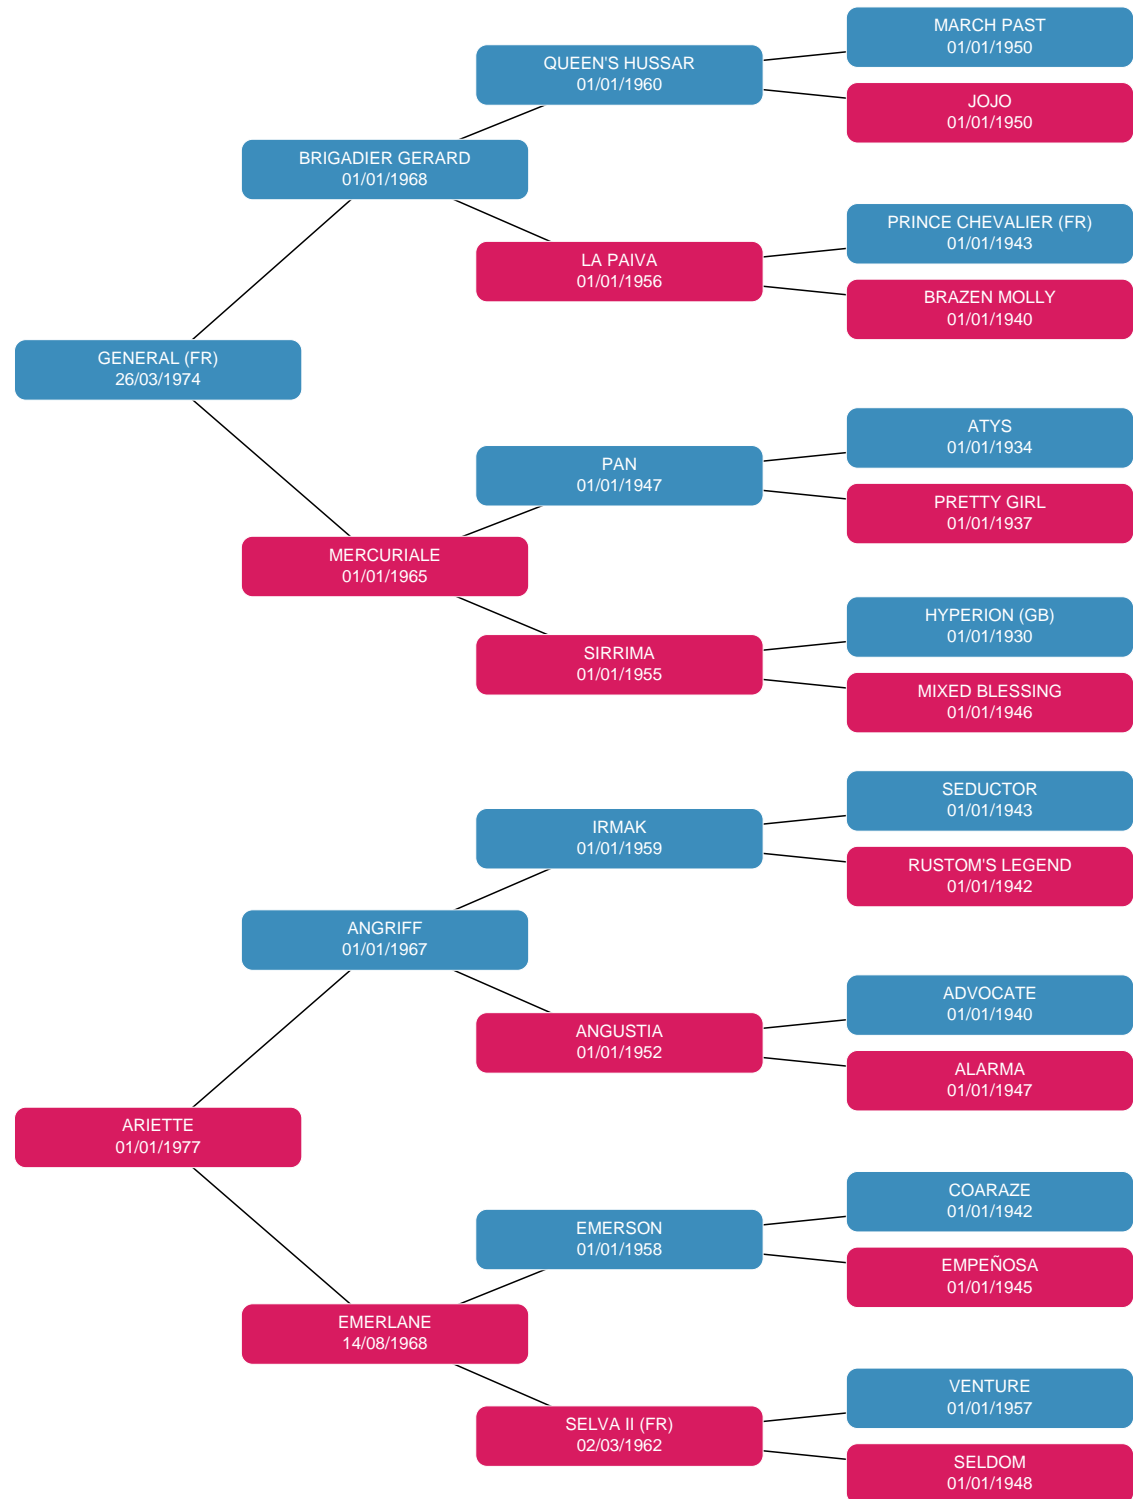 MARCH PAST
01/01/1950
QUEEN'S HUSSAR
01/01/1960
JOJO
01/01/1950
BRIGADIER GERARD
01/01/1968
PRINCE CHEVALIER (FR)
01/01/1943
LA PAIVA
01/01/1956
BRAZEN MOLLY
01/01/1940
GENERAL (FR)
26/03/1974
ATYS
01/01/1934
PAN
01/01/1947
PRETTY GIRL
01/01/1937
MERCURIALE
01/01/1965
HYPERION (GB)
01/01/1930
SIRRIMA
01/01/1955
MIXED BLESSING
01/01/1946
SEDUCTOR
01/01/1943
IRMAK
01/01/1959
RUSTOM'S LEGEND
01/01/1942
ANGRIFF
01/01/1967
ADVOCATE
01/01/1940
ANGUSTIA
01/01/1952
ALARMA
01/01/1947
ARIETTE
01/01/1977
COARAZE
01/01/1942
EMERSON
01/01/1958
EMPEÑOSA
01/01/1945
EMERLANE
14/08/1968
VENTURE
01/01/1957
SELVA II (FR)
02/03/1962
SELDOM
01/01/1948